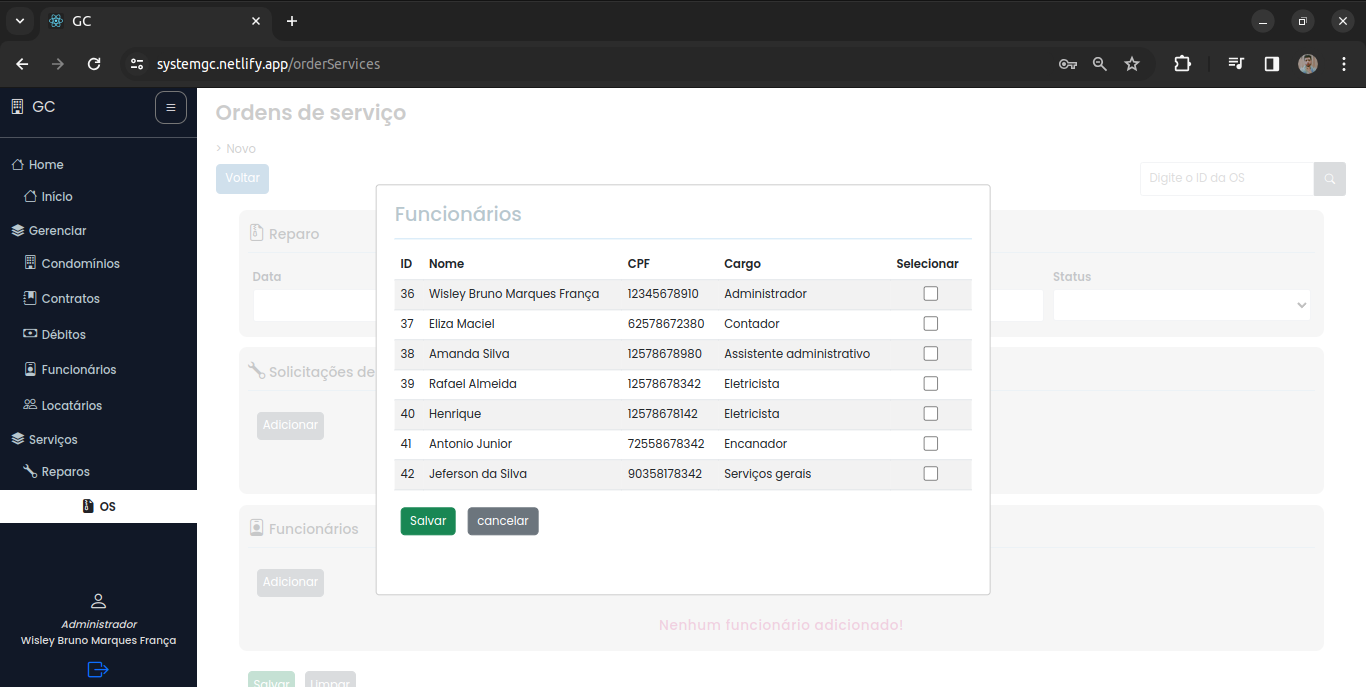 GC
systemgc.netlify.app/orderServices
GC
Home
Início
Gerenciar
Condomínios
Contratos
Débitos
Funcionários
Locatários
Serviços
Reparos
OS
Administrador
Wisley Bruno Marques França
Ordens de serviço
> Novo
Voltar
Digite o ID da OS
Reparo
Data
Status
Solicitações de
Adicionar
Funcionários
Adicionar
Nenhum funcionário adicionado!
Salvar Limpar
Funcionários
ID Nome CPF Cargo Selecionar
36 Wisley Bruno Marques França 12345678910 Administrador
37 Eliza Maciel 62578672380 Contador
38 Amanda Silva 12578678980 Assistente administrativo
39 Rafael Almeida 12578678342 Eletricista
40 Henrique 12578678142 Eletricista
41 Antonio Junior 72558678342 Encanador
42 Jeferson da Silva 90358178342 Serviços gerais
Salvar cancelar